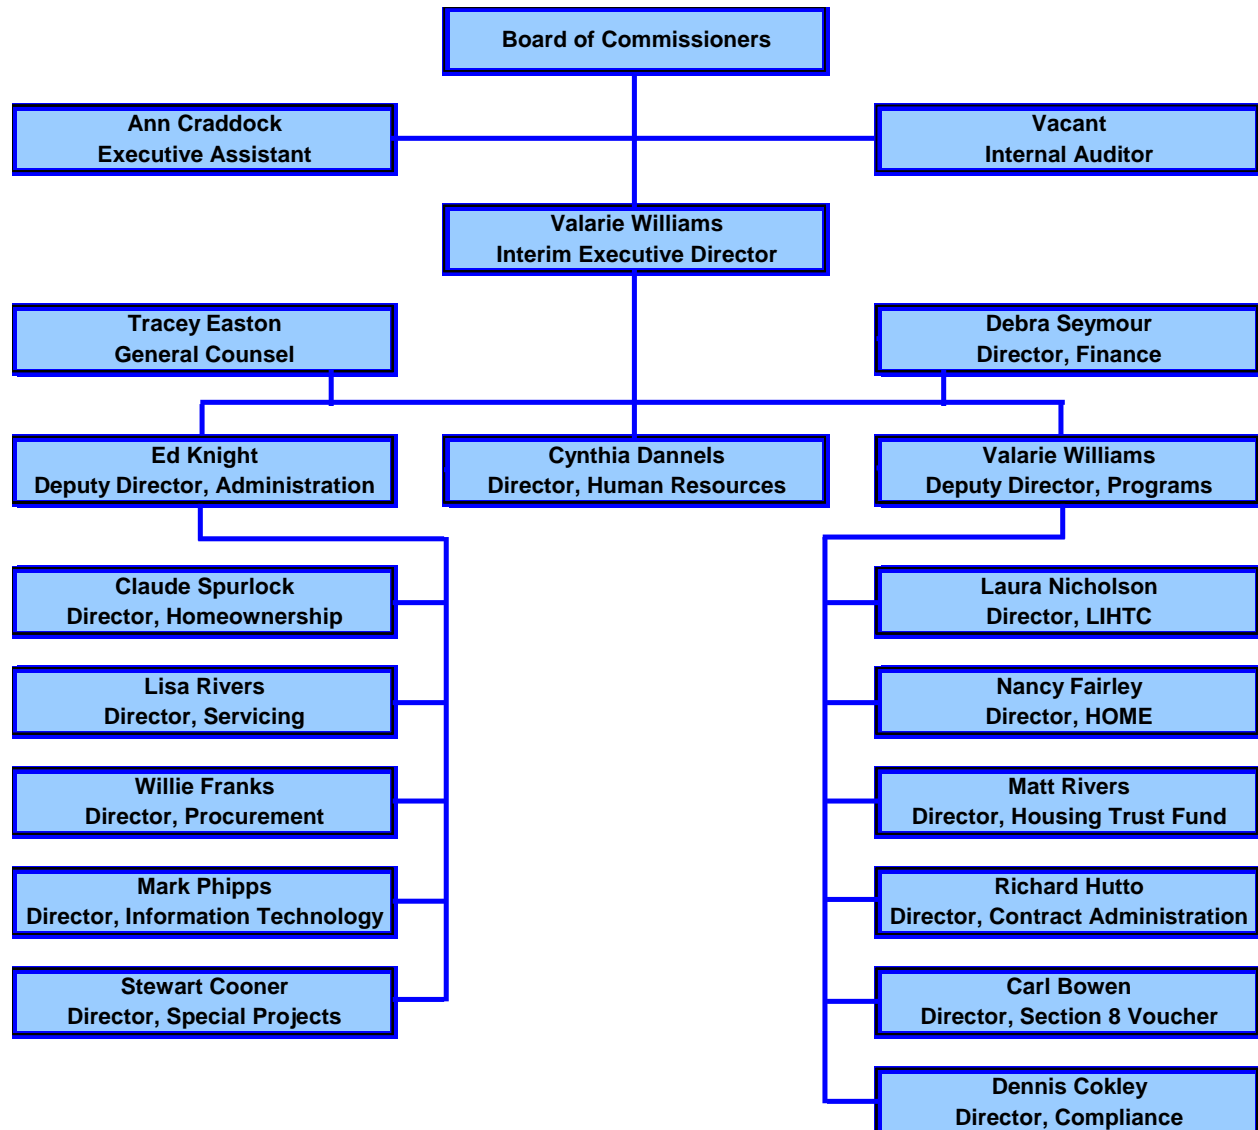 Board of Commissioners
Ann Craddock
Executive Assistant
Vacant
Internal Auditor
Valarie Williams
Interim Executive Director
Tracey Easton
General Counsel
Debra Seymour
Director, Finance
Ed Knight
Deputy Director, Administration
Cynthia Dannels
Director, Human Resources
Valarie Williams
Deputy Director, Programs
Claude Spurlock
Director, Homeownership
Laura Nicholson
Director, LIHTC
Lisa Rivers
Director, Servicing
Nancy Fairley
Director, HOME
Willie Franks
Director, Procurement
Matt Rivers
Director, Housing Trust Fund
Mark Phipps
Director, Information Technology
Richard Hutto
Director, Contract Administration
Stewart Cooner
Director, Special Projects
Carl Bowen
Director, Section 8 Voucher
Dennis Cokley
Director, Compliance